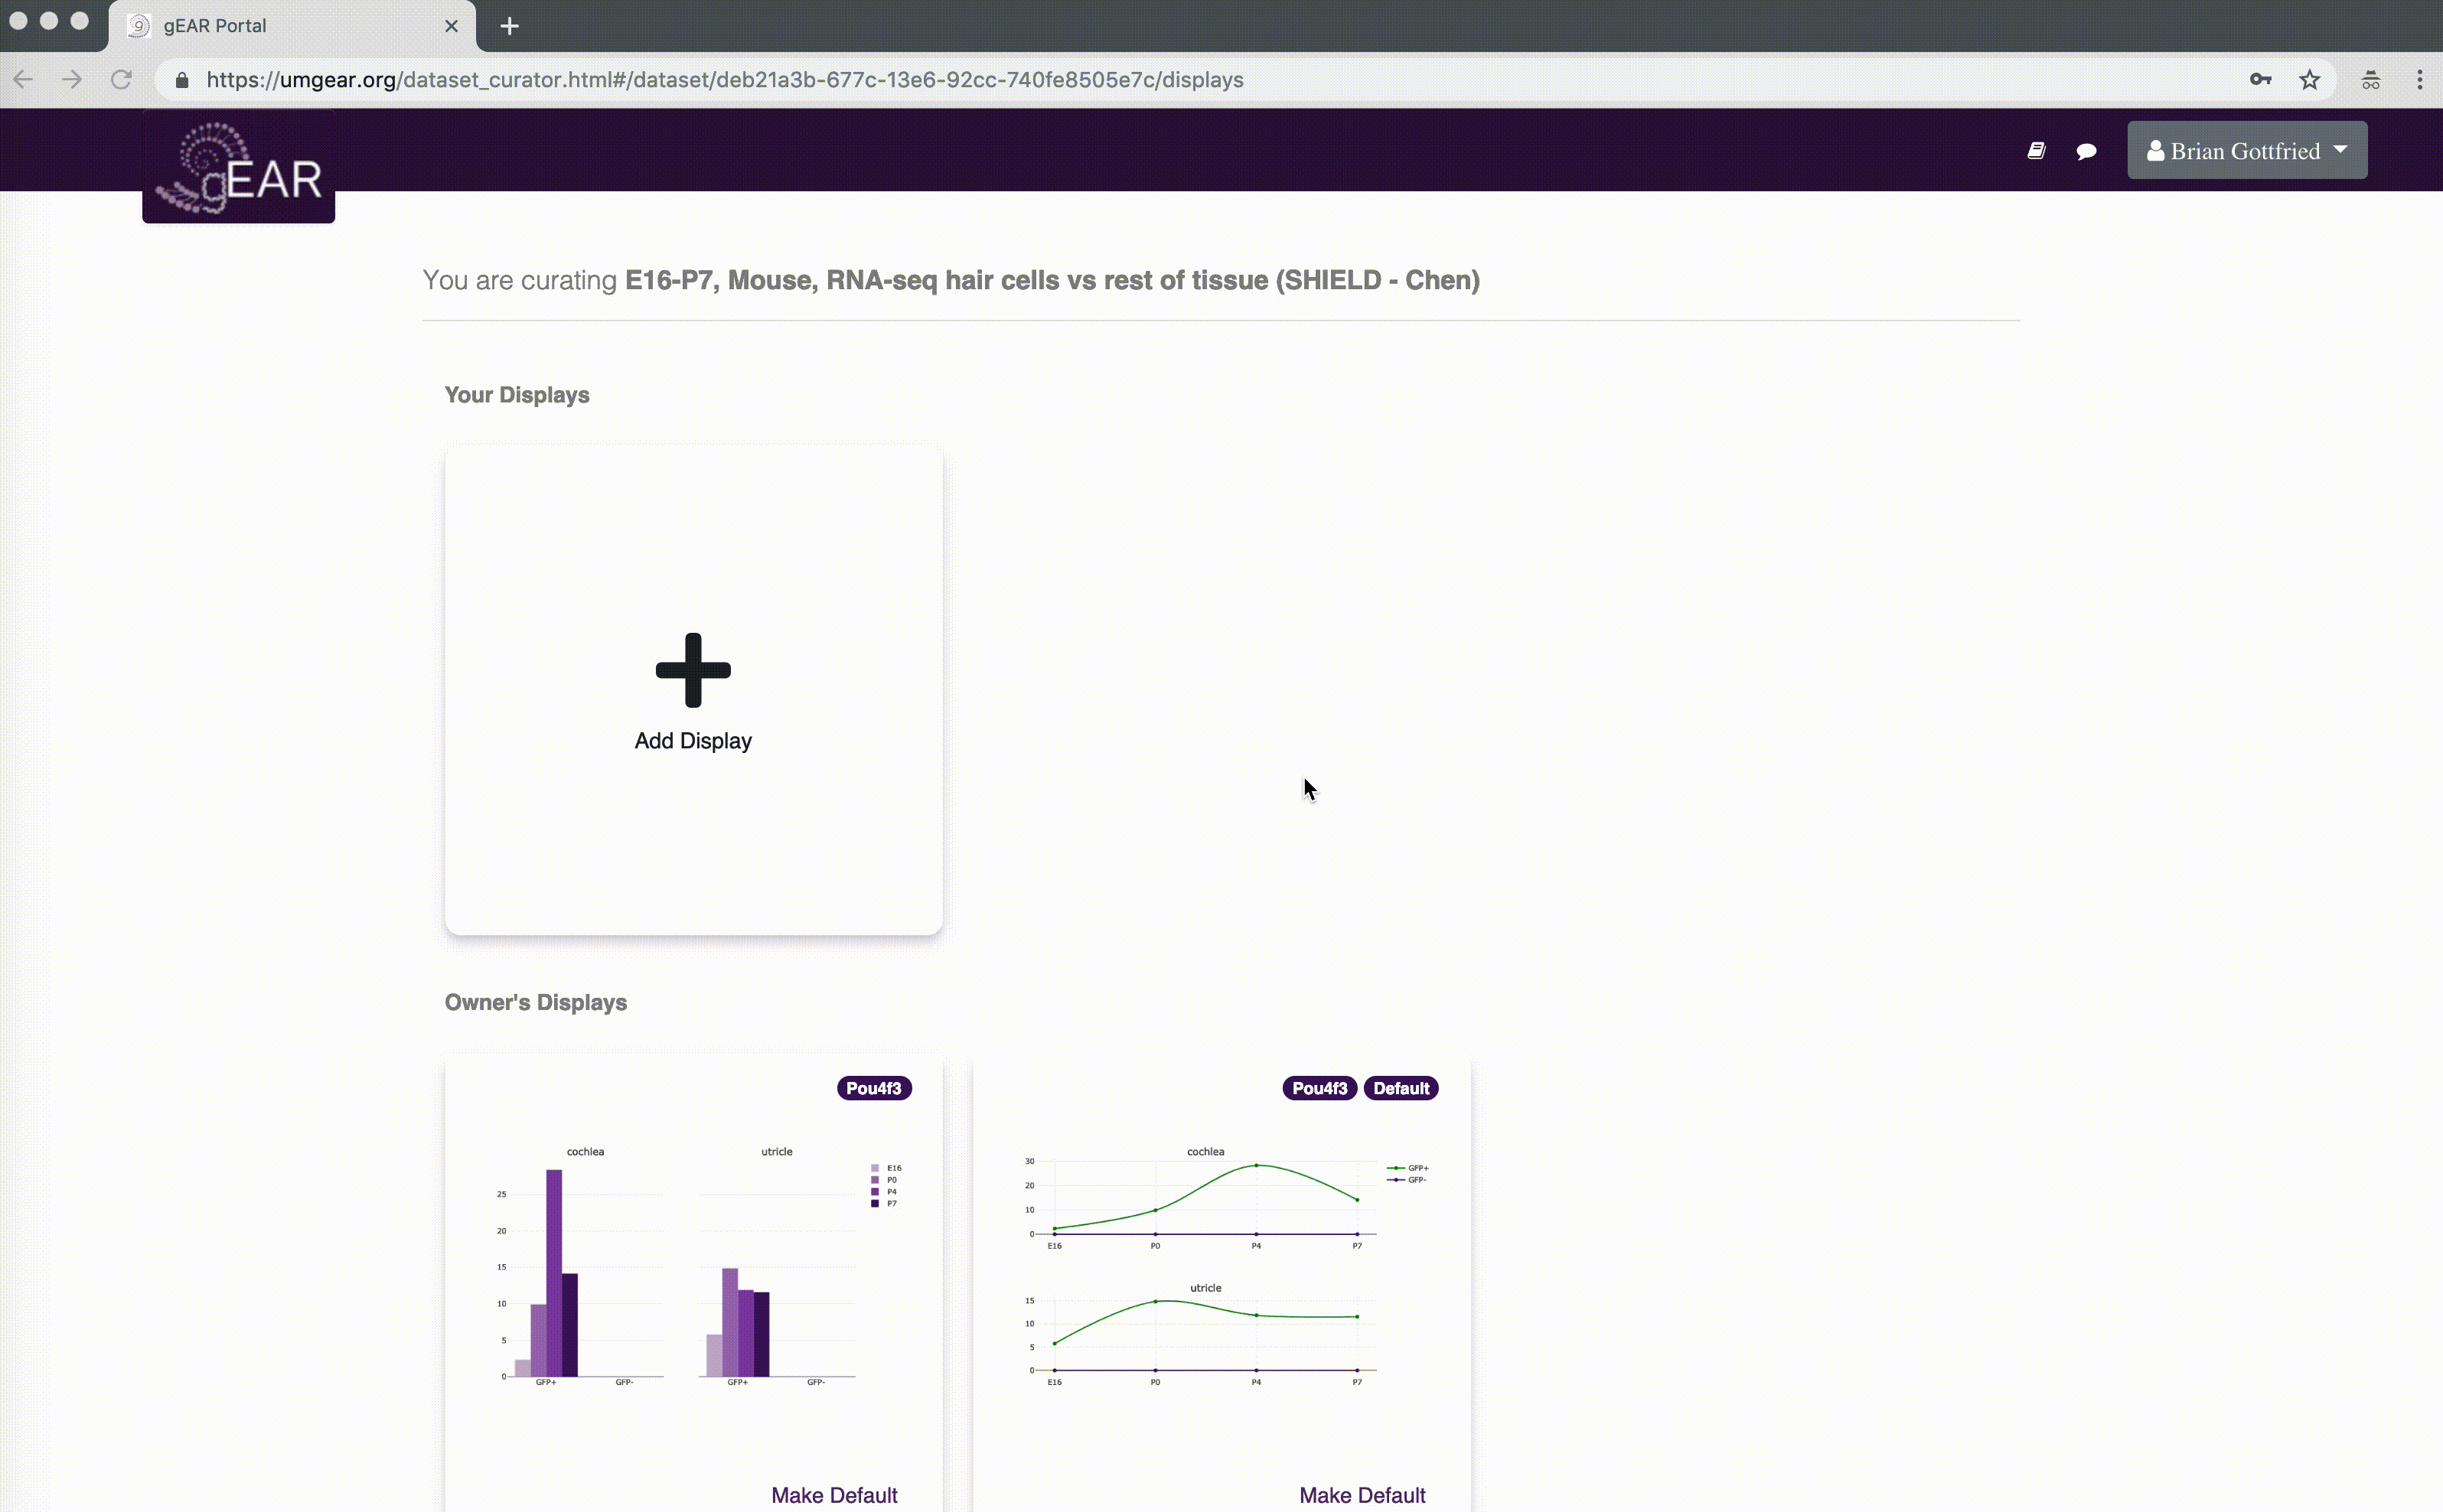 gEAR Portal
https://umgear.org/dataset_curator.html#/dataset/deb21a3b-677c-13e6-92cc-740fe8505e7c/displays
gEAR
Brian Gottfried
You are curating E16-P7, Mouse, RNA-seq hair cells vs rest of tissue (SHIELD - Chen)
Your Displays
Add Display
Owner's Displays
Pou4f3
cochlea
utricle
E16
P0
P4
P7
25
20
15
10
5
0
GFP+
GFP-
GFP+
GFP-
Make Default
Pou4f3
Default
cochlea
30
20
10
0
E16
P0
P4
P7
GFP+
GFP-
utricle
15
10
5
0
E16
P0
P4
P7
Make Default